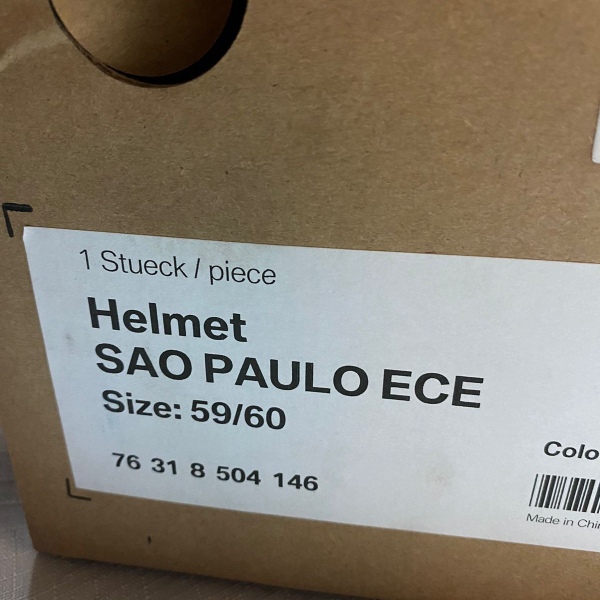 1 Stueck / piece
Helmet
SAO PAULO ECE
Size: 59/60
76 31 8 504 146
Colo
Made in Chin